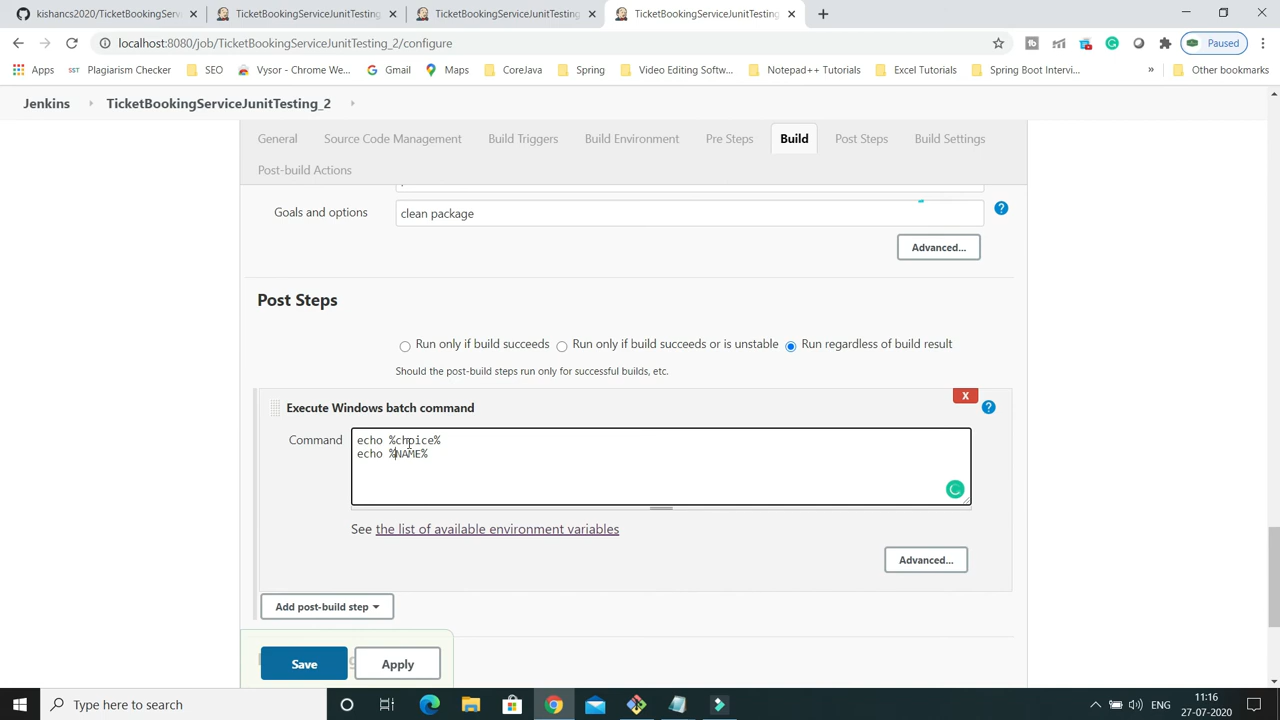 kishancs2020/TicketBookingServic
TicketBookingServiceJunitTesting_
TicketBookingServiceJunitTesting_
TicketBookingServiceJunitTesting_
localhost:8080/job/TicketBookingServiceJunitTesting_2/configure
Paused
Apps
Plagiarism Checker
SEO
Vysor - Chrome We...
Gmail
Maps
CoreJava
Spring
Video Editing Softw...
Notepad++ Tutorials
Excel Tutorials
Spring Boot Intervi...
»
Other bookmarks
Jenkins
TicketBookingServiceJunitTesting_2
General
Source Code Management
Build Triggers
Build Environment
Pre Steps
Build
Post Steps
Build Settings
Post-build Actions
Goals and options
clean package
Advanced...
Post Steps
Run only if build succeeds
Run only if build succeeds or is unstable
Run regardless of build result
Should the post-build steps run only for successful builds, etc.
X
Execute Windows batch command
Command
echo %choice%
echo %NAME%
See the list of available environment variables
Advanced...
Add post-build step
Save
Apply
Type here to search
ENG
11:16
27-07-2020